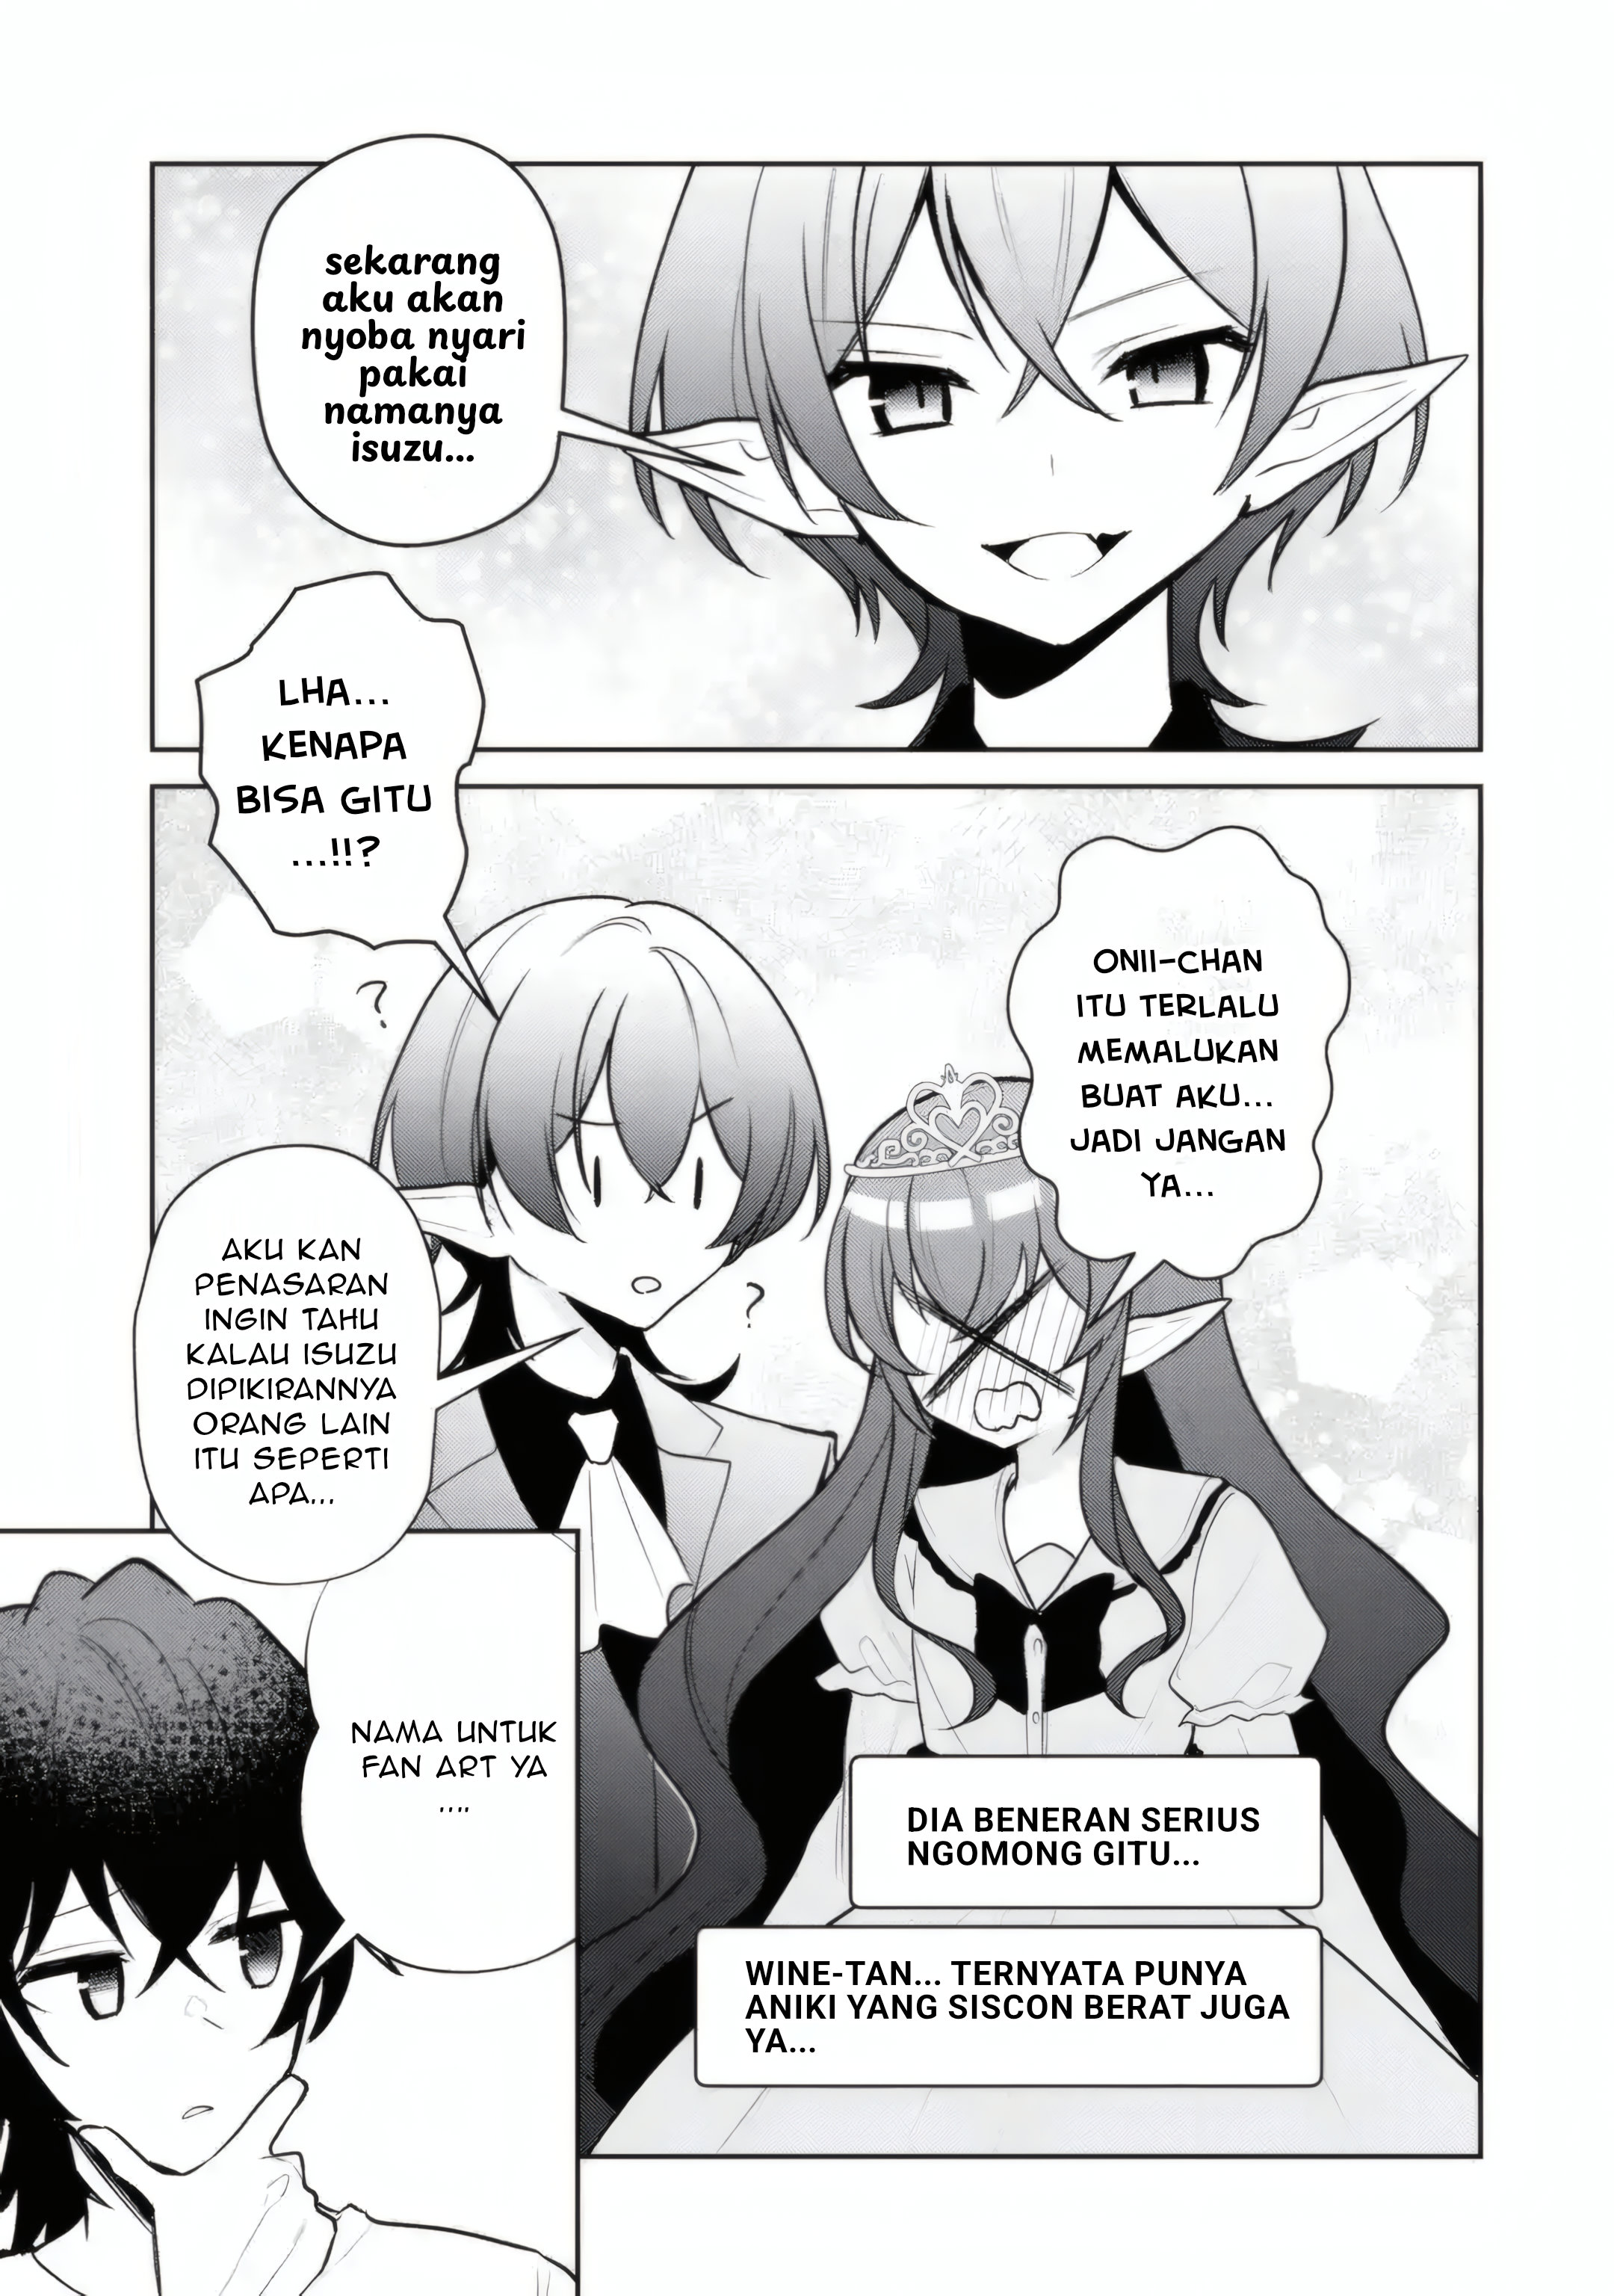 sekarang
aku akan
nyoba nyari
pakai
namanya
isuzu...
ONII-CHAN
ITU TERLALU
MEMALUKAN
BUAT AKU...
JADI JANGAN
YA...
LHA...
KENAPA
BISA GITU
...!!?
?
?
AKU KAN
PENASARAN
INGIN TAHU
KALAU ISUZU
DIPIKIRANNYA
ORANG LAIN
ITU SEPERTI
APA...
DIA BENERAN SERIUS
NGOMONG GITU...
WINE-TAN... TERNYATA PUNYA
ANIKI YANG SISCON BERAT JUGA
YA...
NAMA UNTUK
FAN ART YA
....